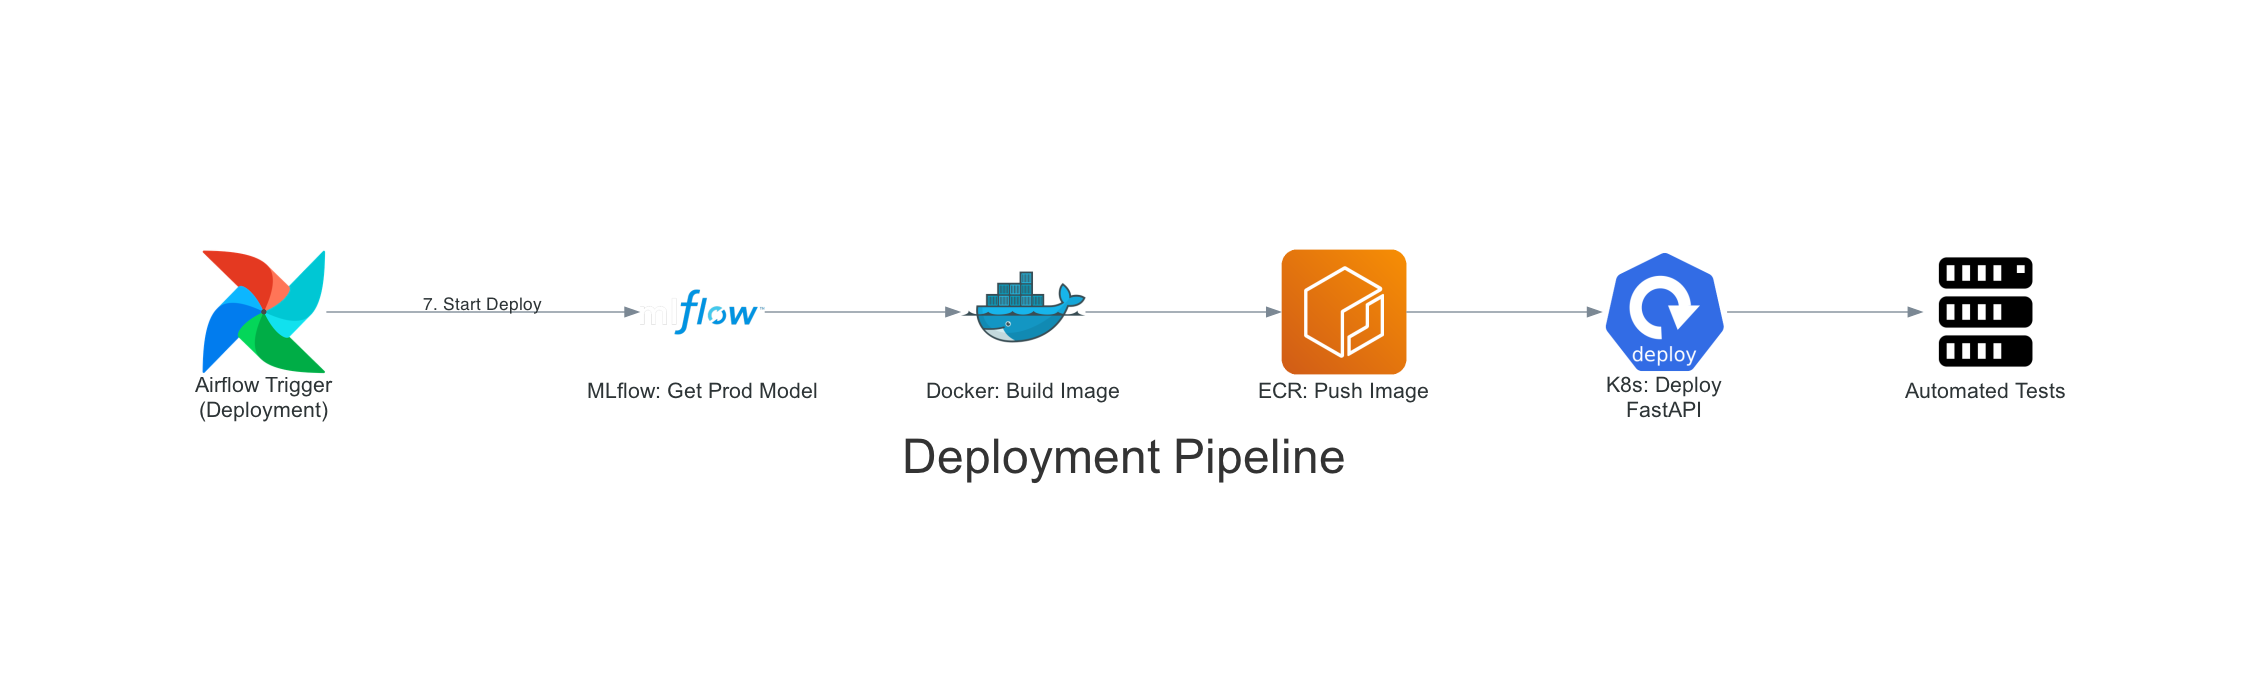 7. Start Deploy
mlflow™
deploy
Airflow Trigger
(Deployment)
MLflow: Get Prod Model
Docker: Build Image
ECR: Push Image
K8s: Deploy
FastAPI
Automated Tests
Deployment Pipeline